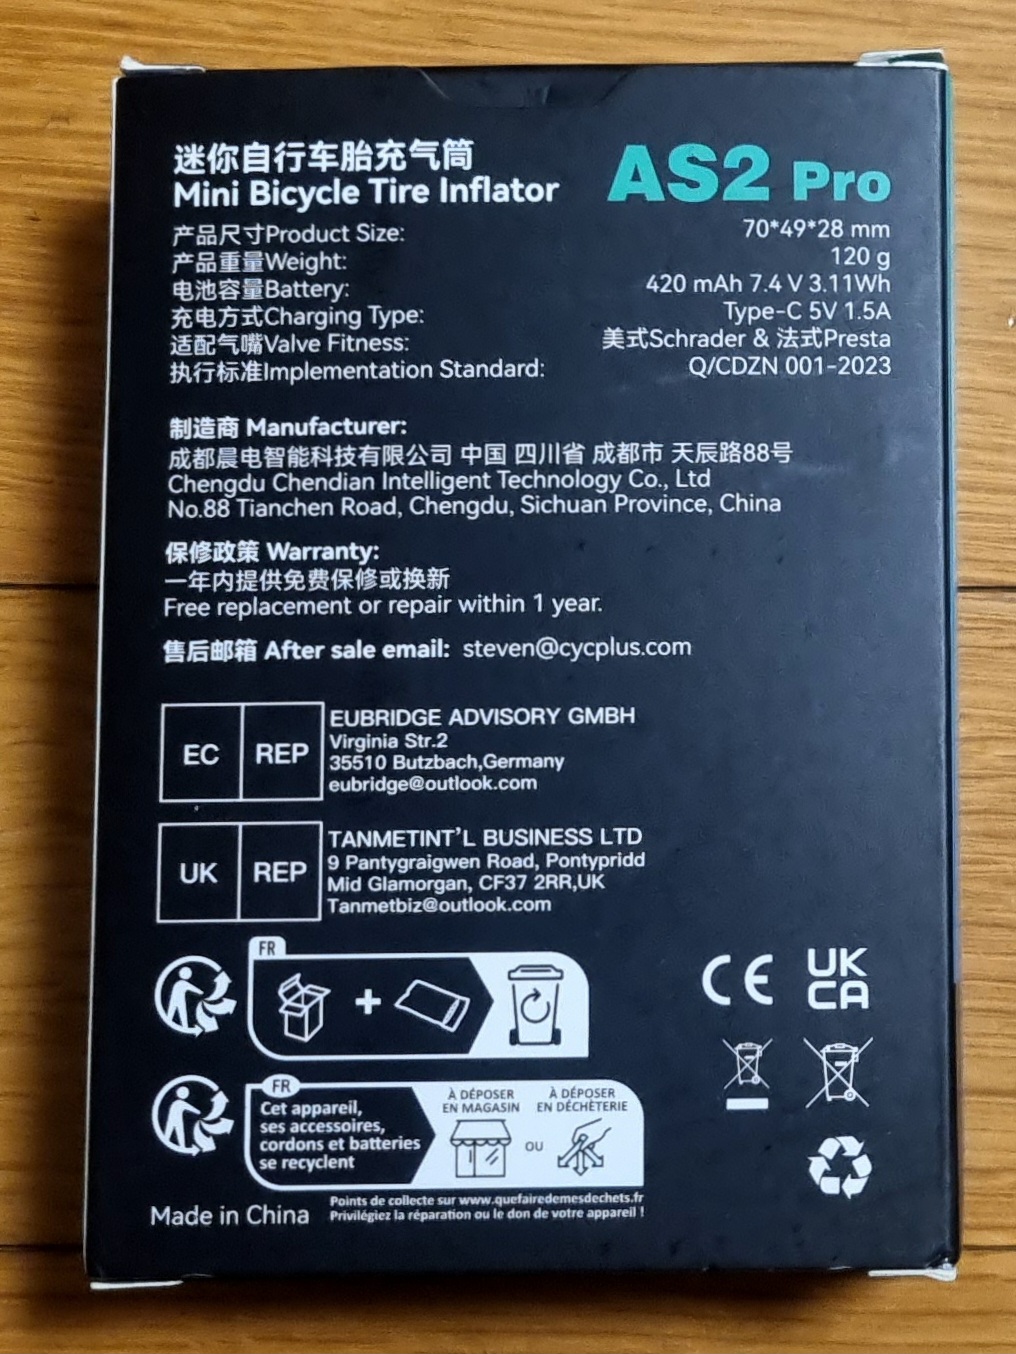 迷你自行车胎充气筒
Mini Bicycle Tire Inflator
AS2 Pro
产品尺寸Product Size: 70*49*28 mm
产品重量Weight: 120 g
电池容量Battery: 420 mAh 7.4 V 3.11Wh
充电方式Charging Type: Type-C 5V 1.5A
适配气嘴Valve Fitness: 美式Schrader & 法式Presta
执行标准Implementation Standard: Q/CDZN 001-2023
制造商 Manufacturer:
成都晨电智能科技有限公司 中国 四川省 成都市 天辰路88号
Chengdu Chendian Intelligent Technology Co., Ltd
No.88 Tianchen Road, Chengdu, Sichuan Province, China
保修政策 Warranty:
一年内提供免费保修或换新
Free replacement or repair within 1 year.
售后邮箱 After sale email: steven@cycplus.com
EC REP
EUBRIDGE ADVISORY GMBH
Virginia Str.2
35510 Butzbach,Germany
eubridge@outlook.com
UK REP
TANMETINT'L BUSINESS LTD
9 Pantygraigwen Road, Pontypridd
Mid Glamorgan, CF37 2RR,UK
Tanmetbiz@outlook.com
FR
+
CE
UK
CA
FR
Cet appareil,
ses accessoires,
cordons et batteries
se recyclent
À DÉPOSER
EN MAGASIN
OU
À DÉPOSER
EN DÉCHÈTERIE
Points de collecte sur www.quefairedemesdechets.fr
Privilégiez la réparation ou le don de votre appareil !
Made in China